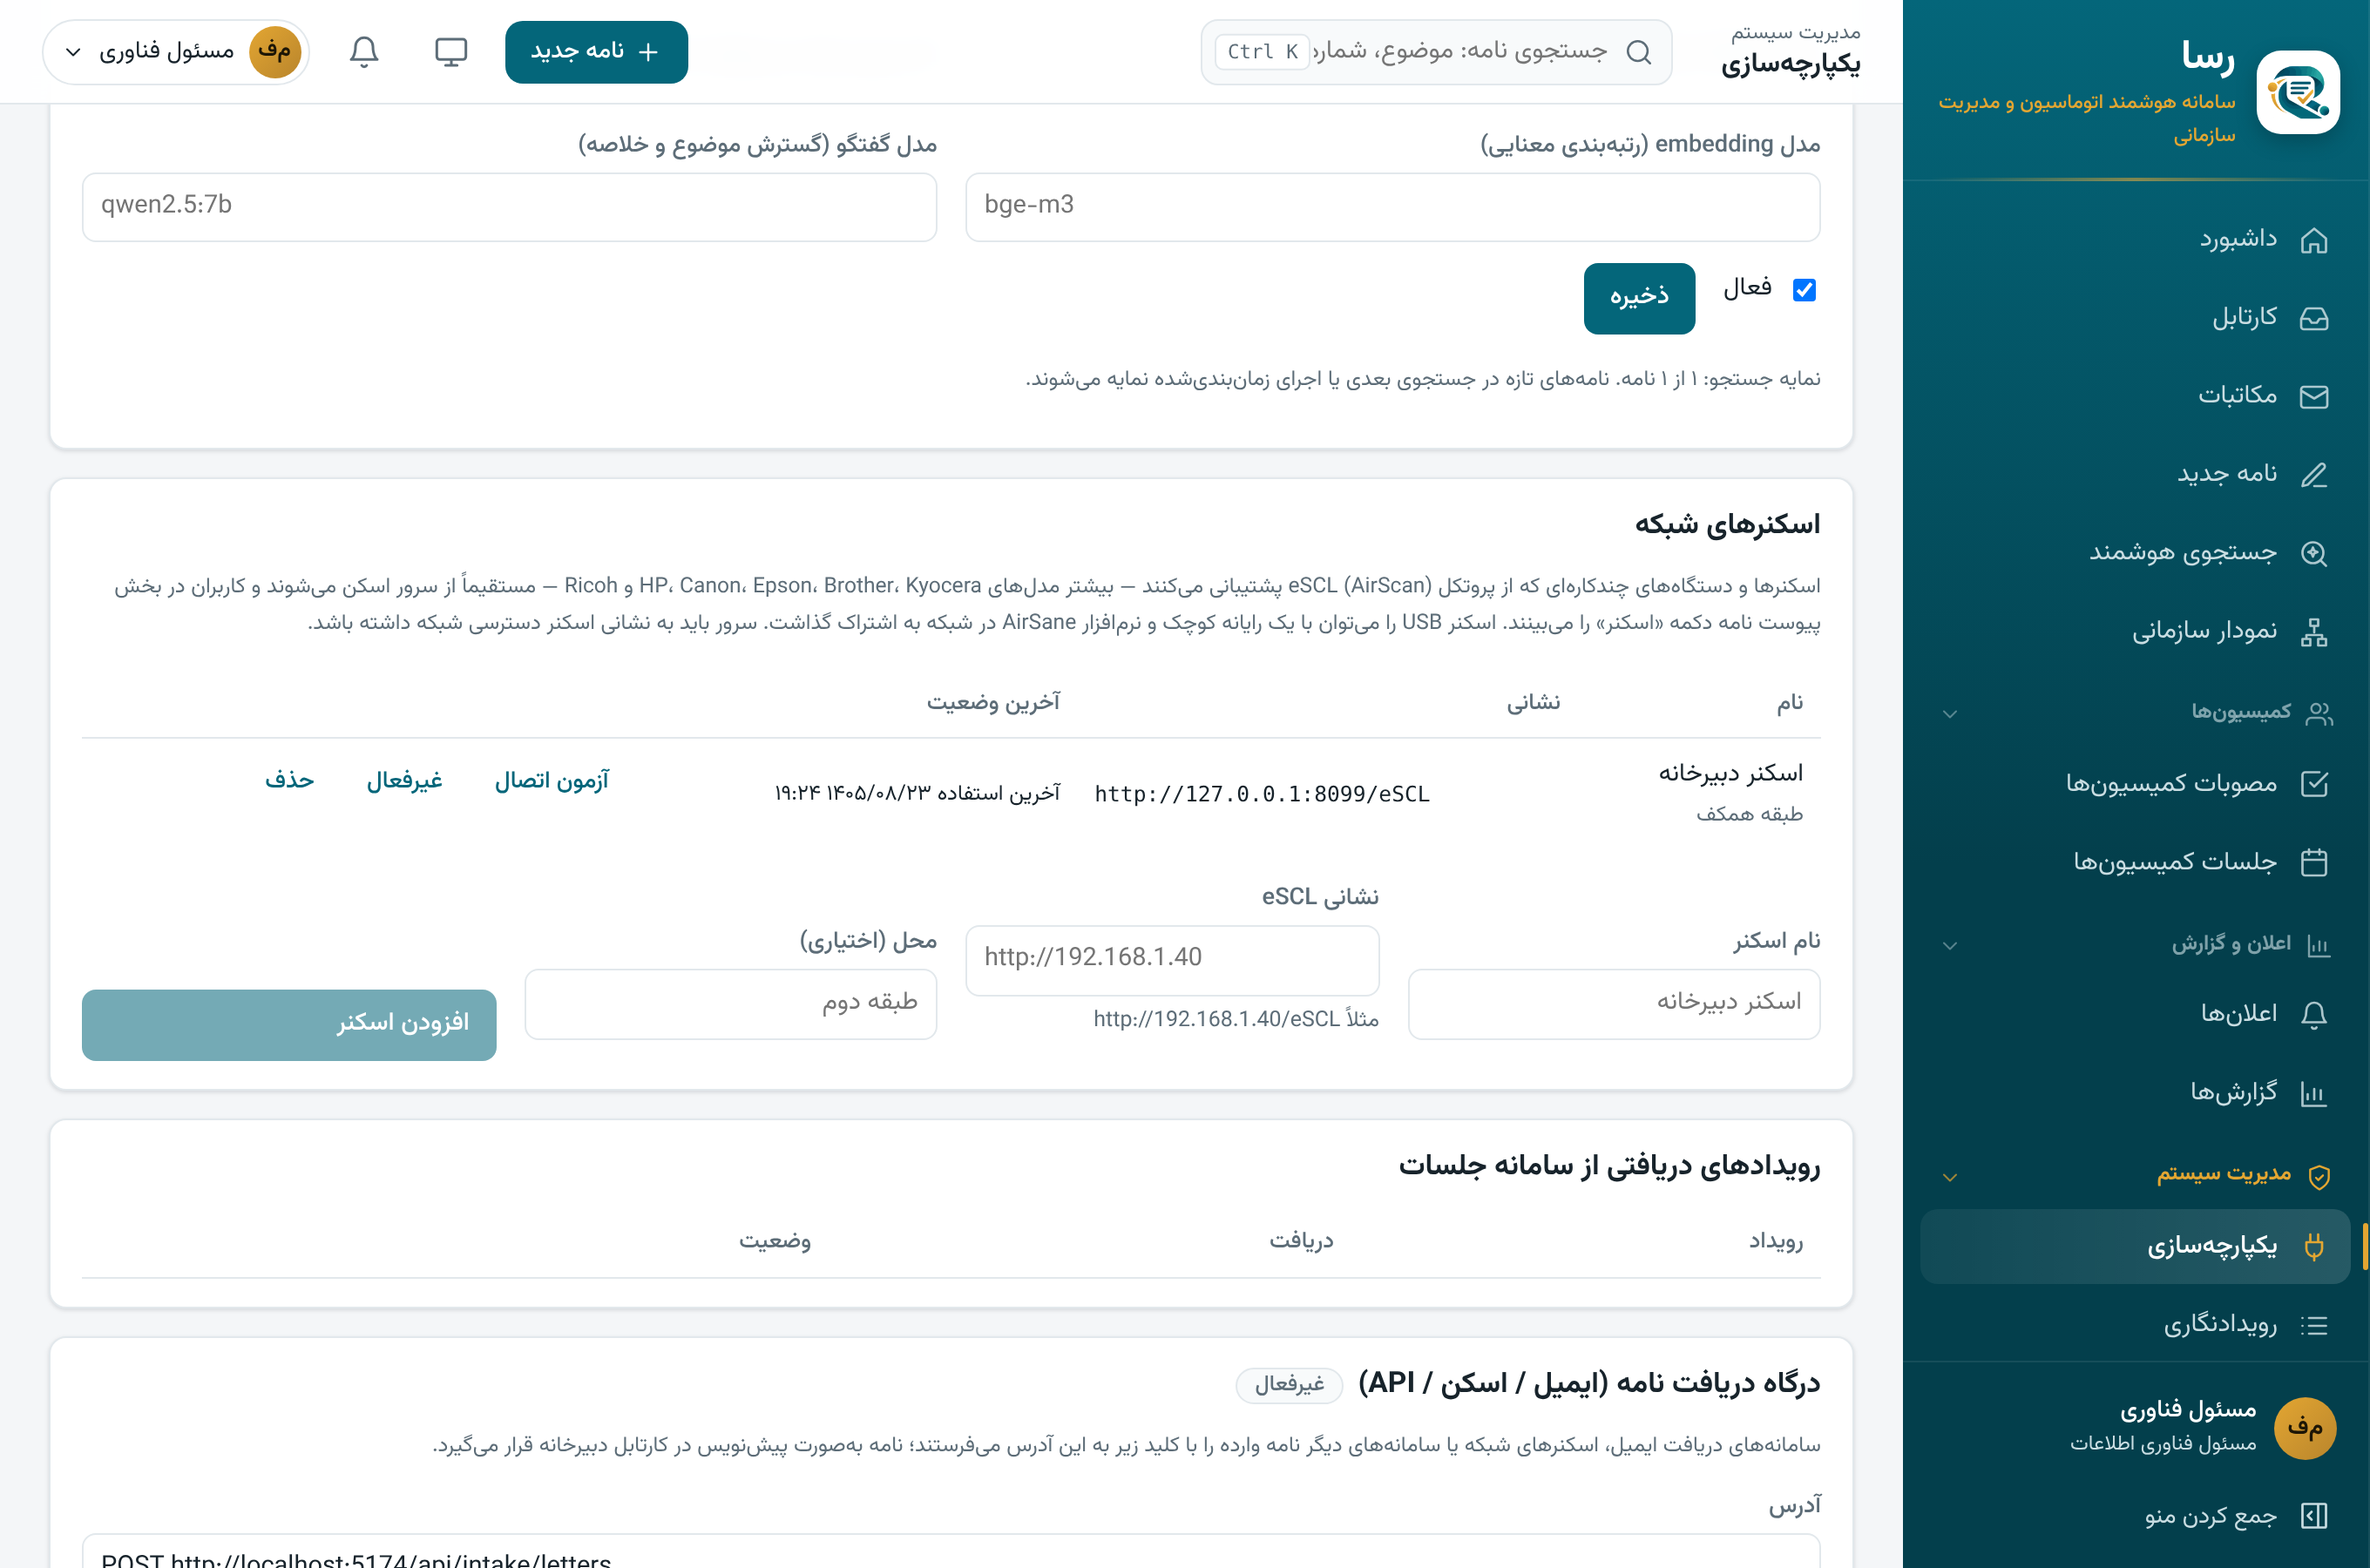 رسا
سامانه هوشمند اتوماسیون و مدیریت
سازمانی
داشبورد
کارتابل
مکاتبات
نامه جدید
جستجوی هوشمند
نمودار سازمانی
کمیسیون‌ها
مصوبات کمیسیون‌ها
جلسات کمیسیون‌ها
اعلان و گزارش
اعلان‌ها
گزارش‌ها
مدیریت سیستم
یکپارچه‌سازی
رویدادنگاری
م‌ف
مسئول فناوری
مسئول فناوری اطلاعات
جمع کردن منو
مدیریت سیستم
یکپارچه‌سازی
جستجوی نامه: موضوع، شماره Ctrl K
+ نامه جدید
م‌ف مسئول فناوری
مدل embedding (رتبه‌بندی معنایی)
bge-m3
مدل گفتگو (گسترش موضوع و خلاصه)
qwen2.5:7b
فعال
ذخیره
نمایه جستجو: ۱ از ۱ نامه. نامه‌های تازه در جستجوی بعدی یا اجرای زمان‌بندی‌شده نمایه می‌شوند.
اسکنرهای شبکه
اسکنرها و دستگاه‌های چندکاره‌ای که از پروتکل eSCL (AirScan) پشتیبانی می‌کنند — بیشتر مدل‌های HP، Canon، Epson، Brother، Kyocera و Ricoh — مستقیماً از سرور اسکن می‌شوند و کاربران در بخش
پیوست نامه دکمه «اسکنر» را می‌بینند. اسکنر USB را می‌توان با یک رایانه کوچک و نرم‌افزار AirSane در شبکه به اشتراک گذاشت. سرور باید به نشانی اسکنر دسترسی شبکه داشته باشد.
نام نشانی آخرین وضعیت
اسکنر دبیرخانه
طبقه همکف
http://127.0.0.1:8099/eSCL
آخرین استفاده ۱۴۰۵/۰۸/۲۳ ۱۹:۲۴
آزمون اتصال غیرفعال حذف
نام اسکنر
اسکنر دبیرخانه
نشانی eSCL
http://192.168.1.40
مثلاً http://192.168.1.40/eSCL
محل (اختیاری)
طبقه دوم
افزودن اسکنر
رویدادهای دریافتی از سامانه جلسات
رویداد دریافت وضعیت
درگاه دریافت نامه (ایمیل / اسکن / API) غیرفعال
سامانه‌های دریافت ایمیل، اسکنرهای شبکه یا سامانه‌های دیگر نامه وارده را با کلید زیر به این آدرس می‌فرستند؛ نامه به‌صورت پیش‌نویس در کارتابل دبیرخانه قرار می‌گیرد.
آدرس
POST http://localhost:5174/api/intake/letters